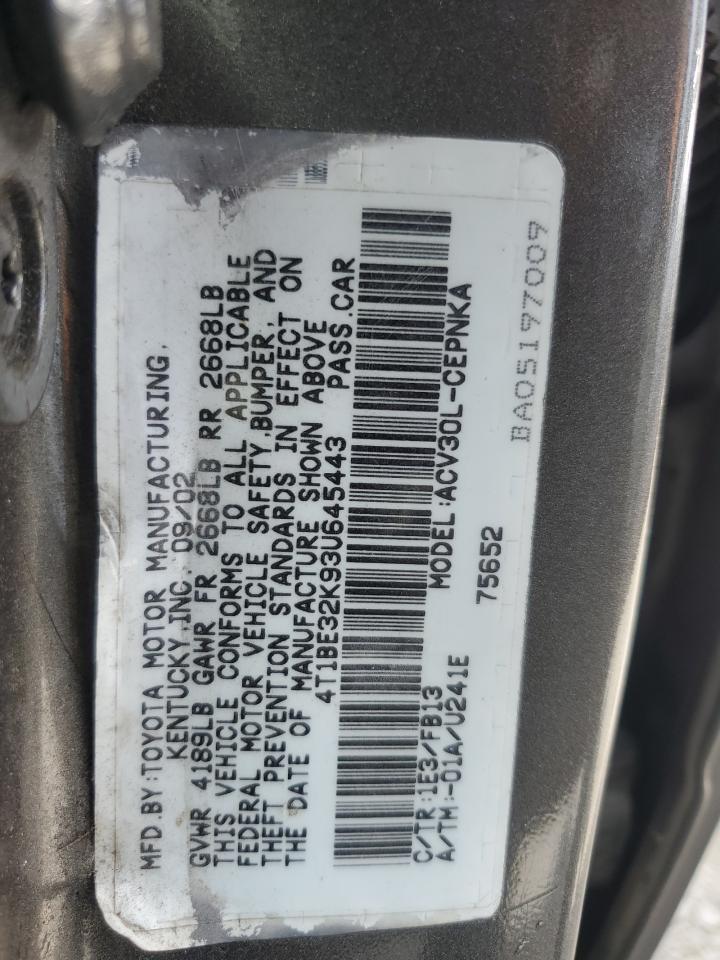 MFD.BY:TOYOTA MOTOR MANUFACTURING,
KENTUCKY,INC. 09/02
GVWR 4189LB GAWR FR 2668LB RR 2668LB
THIS VEHICLE CONFORMS TO ALL APPLICABLE
FEDERAL MOTOR VEHICLE SAFETY,BUMPER, AND
THEFT PREVENTION STANDARDS IN EFFECT ON
THE DATE OF MANUFACTURE SHOWN ABOVE
4T1BE32K93U645443 PASS.CAR
C/TR:1E3/FB13 MODEL:ACV30L-CEPNKA
A/TM:-01A/U241E
75652
BA05197009